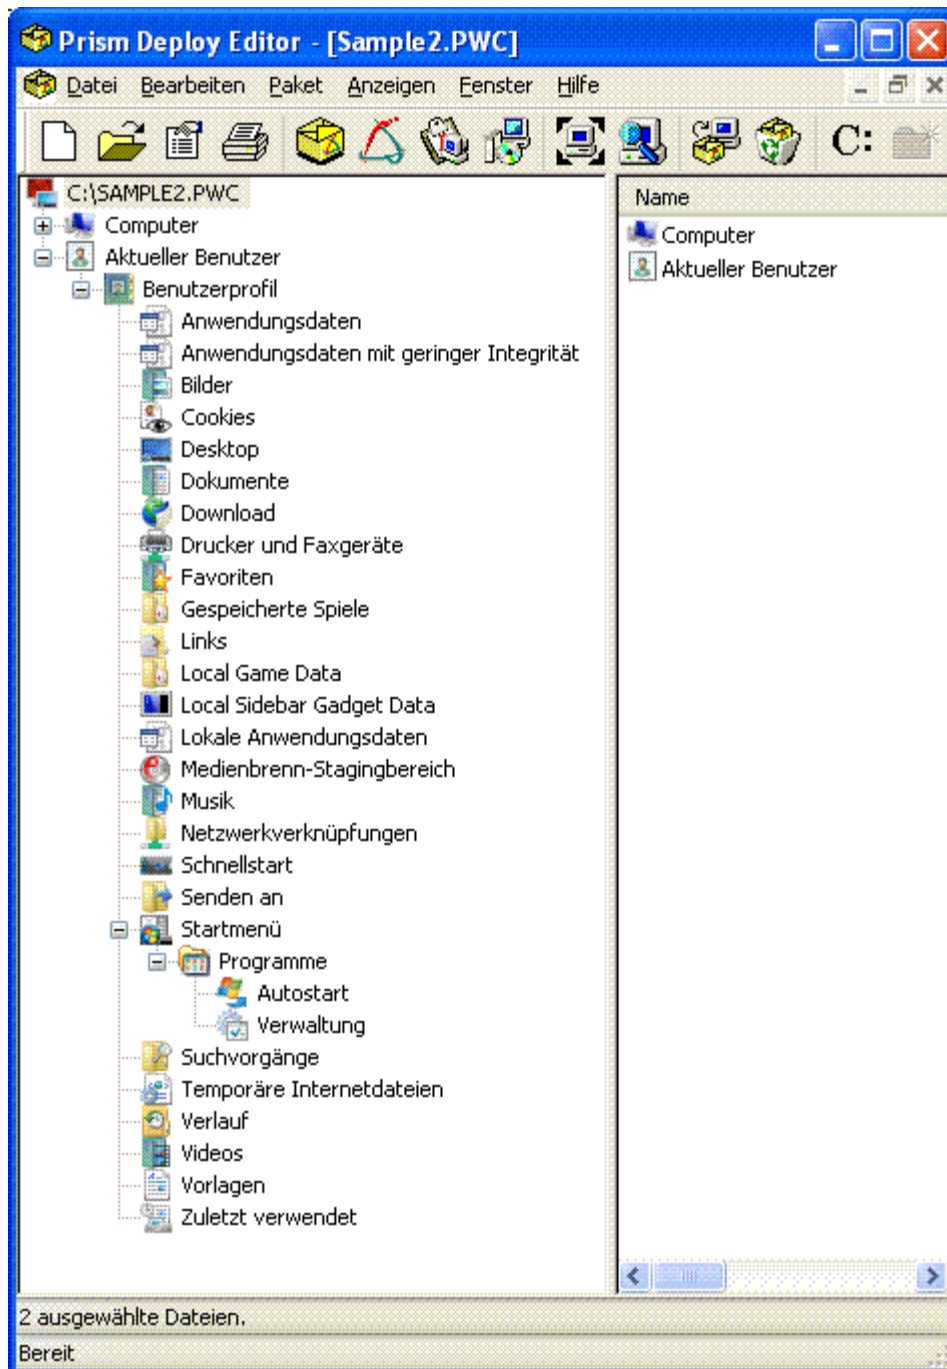 Prism Deploy Editor - [Sample2.PWC]
Datei Bearbeiten Paket Anzeigen Fenster Hilfe
C:
C:\SAMPLE2.PWC
Computer
Aktueller Benutzer
Benutzerprofil
Anwendungsdaten
Anwendungsdaten mit geringer Integrität
Bilder
Cookies
Desktop
Dokumente
Download
Drucker und Faxgeräte
Favoriten
Gespeicherte Spiele
Links
Local Game Data
Local Sidebar Gadget Data
Lokale Anwendungsdaten
Medienbrenn-Stagingbereich
Musik
Netzwerkverknüpfungen
Schnellstart
Senden an
Startmenü
Programme
Autostart
Verwaltung
Suchvorgänge
Temporäre Internetdateien
Verlauf
Videos
Vorlagen
Zuletzt verwendet
Name
Computer
Aktueller Benutzer
2 ausgewählte Dateien.
Bereit